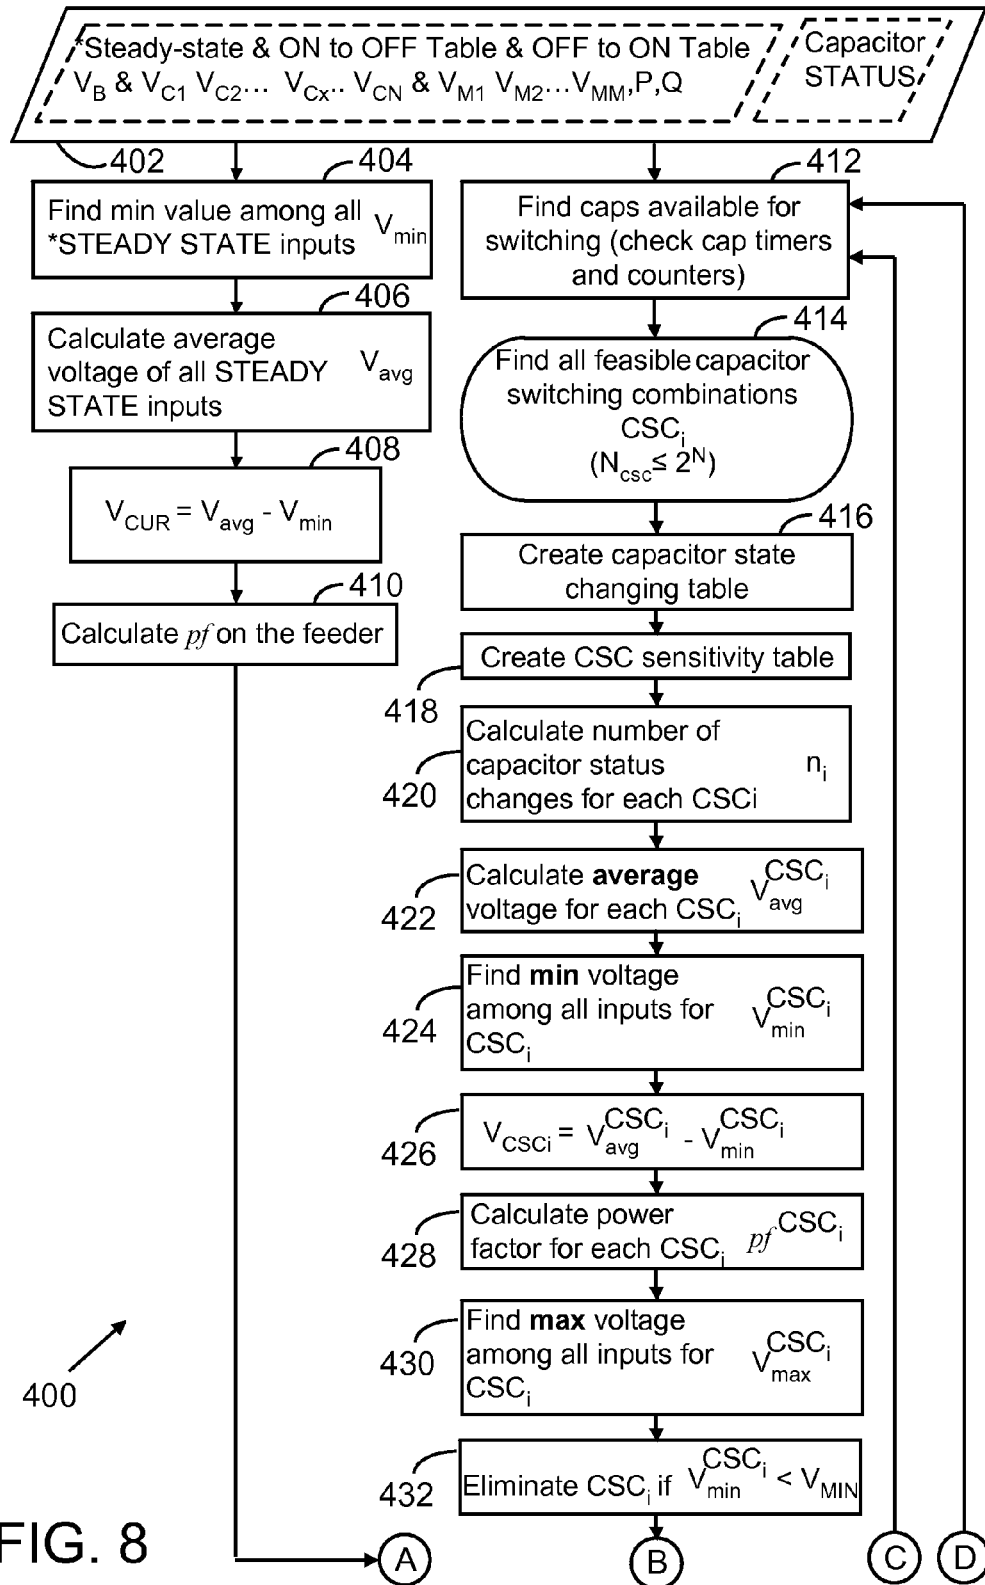 *Steady-state & ON to OFF Table & OFF to ON Table
V_B & V_C1 V_C2... V_Cx.. V_CN & V_M1 V_M2...V_MM,P,Q
Capacitor
STATUS
402
404
Find min value among all
*STEADY STATE inputs
V_min
406
Calculate average
voltage of all STEADY
STATE inputs
V_avg
408
V_CUR = V_avg - V_min
410
Calculate pf on the feeder
412
Find caps available for
switching (check cap timers
and counters)
414
Find all feasible capacitor
switching combinations
CSC_i
(N_csc ≤ 2^N)
416
Create capacitor state
changing table
Create CSC sensitivity table
418
Calculate number of
capacitor status
changes for each CSCi
n_i
420
Calculate average
voltage for each CSC_i
V_avg^CSC_i
422
Find min voltage
among all inputs for
CSC_i
V_min^CSC_i
424
V_CSCi = V_avg^CSC_i - V_min^CSC_i
426
Calculate power
factor for each CSC_i
pf^CSC_i
428
Find max voltage
among all inputs for
CSC_i
V_max^CSC_i
430
400
Eliminate CSC_i if V_min^CSC_i < V_MIN
432
FIG. 8
A
B
C
D